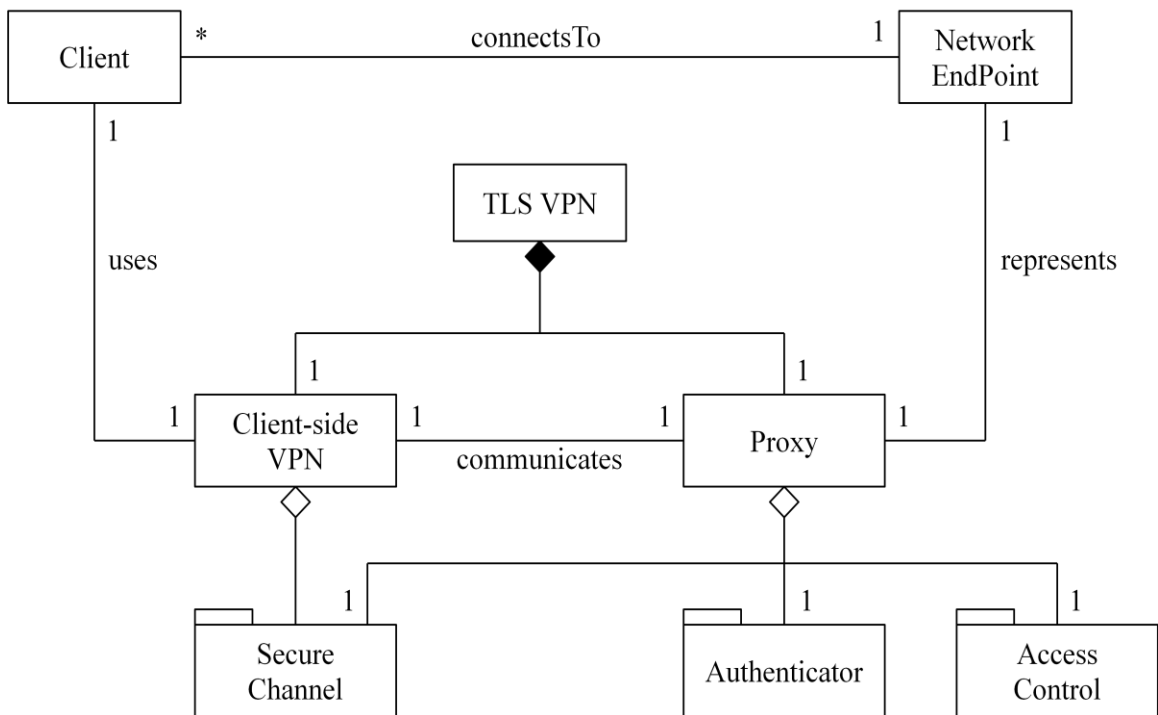 Client
*
connectsTo
1
Network
EndPoint
1
1
TLS VPN
uses
represents
1
1
1
Client-side
VPN
1
communicates
1
Proxy
1
1
1
1
Secure
Channel
Authenticator
Access
Control